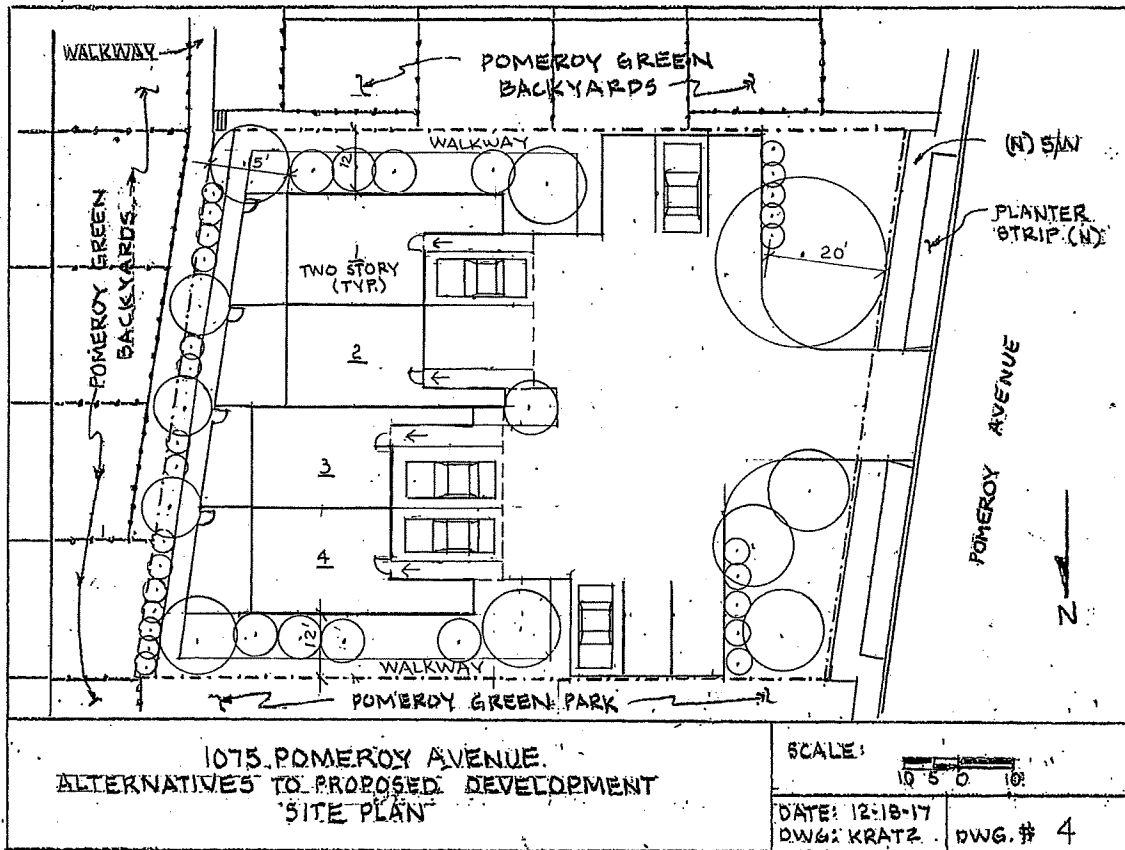 WALKWAY
POMEROY GREEN
BACKYARDS
WALKWAY
(N) S/W
PLANTER
STRIP (N)
5'
12'
20'
1
TWO STORY
(TYP.)
2
3
4
POMEROY GREEN
BACKYARDS
POMEROY AVENUE
N
12'
WALKWAY
POMEROY GREEN PARK
1075 POMEROY AVENUE
ALTERNATIVES TO PROPOSED DEVELOPMENT
SITE PLAN
SCALE:
10 5 0 10
DATE: 12-18-17
DWG: KRATZ
DWG. # 4